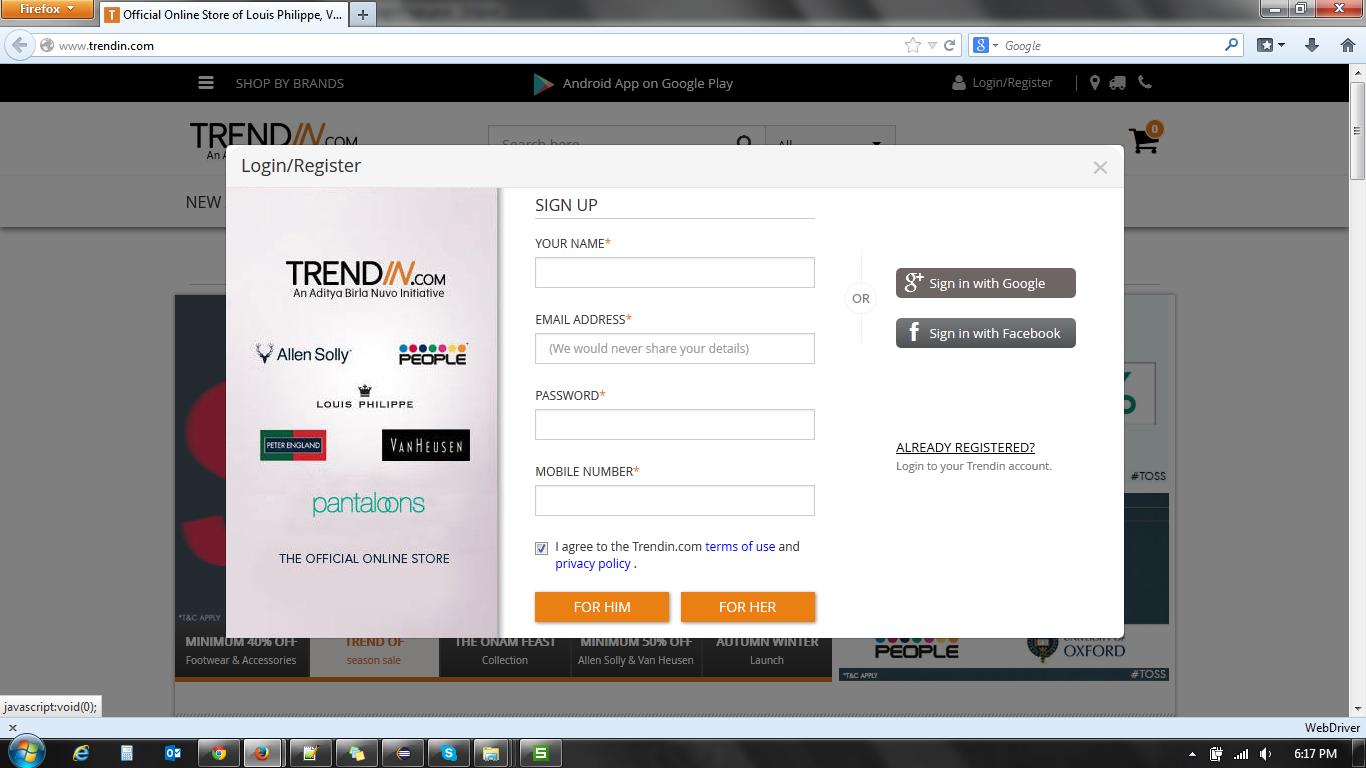 Firefox
Official Online Store of Louis Philippe, V...
www.trendin.com
Google
SHOP BY BRANDS
Android App on Google Play
Login/Register
TRENDIN.COM
An A
Search here
All
0
NEW
Login/Register
TRENDIN.COM
An Aditya Birla Nuvo Initiative
Allen Solly
PEOPLE
LOUIS PHILIPPE
PETER ENGLAND
VANHEUSEN
pantaloons
THE OFFICIAL ONLINE STORE
SIGN UP
YOUR NAME*
EMAIL ADDRESS*
(We would never share your details)
PASSWORD*
MOBILE NUMBER*
I agree to the Trendin.com terms of use and
privacy policy .
FOR HIM
FOR HER
OR
Sign in with Google
Sign in with Facebook
ALREADY REGISTERED?
Login to your Trendin account.
#TOSS
*T&C APPLY
MINIMUM 40% OFF
Footwear & Accessories
TREND OF
season sale
THE ONAM FEAST
Collection
MINIMUM 50% OFF
Allen Solly & Van Heusen
AUTUMN WINTER
Launch
PEOPLE
UNIVERSITY OF
OXFORD
*T&C APPLY
#TOSS
javascript:void(0);
WebDriver
6:17 PM